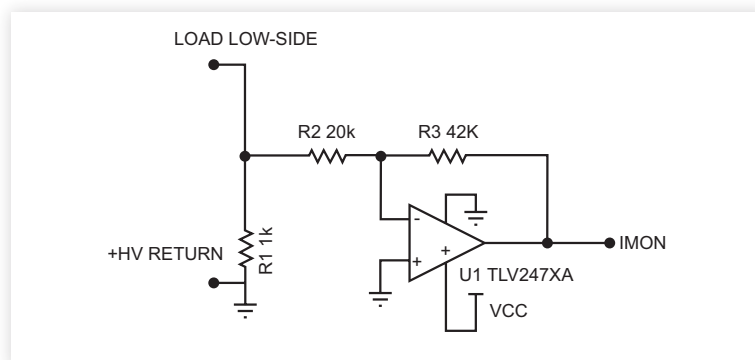 LOAD LOW-SIDE
R2 20k
R3 42K
-
+HV RETURN
R1 1k
+
+
IMON
U1 TLV247XA
VCC